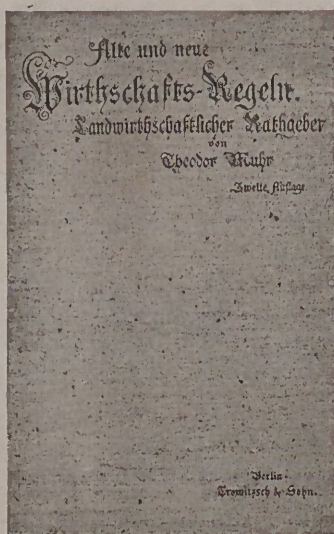 Alte und neue
Wirthschafts-Regeln.
Landwirthschaftlicher Rathgeber
von
Theodor Muhr
Zweite Auflage.
Berlin
Trowitzsch & Sohn.